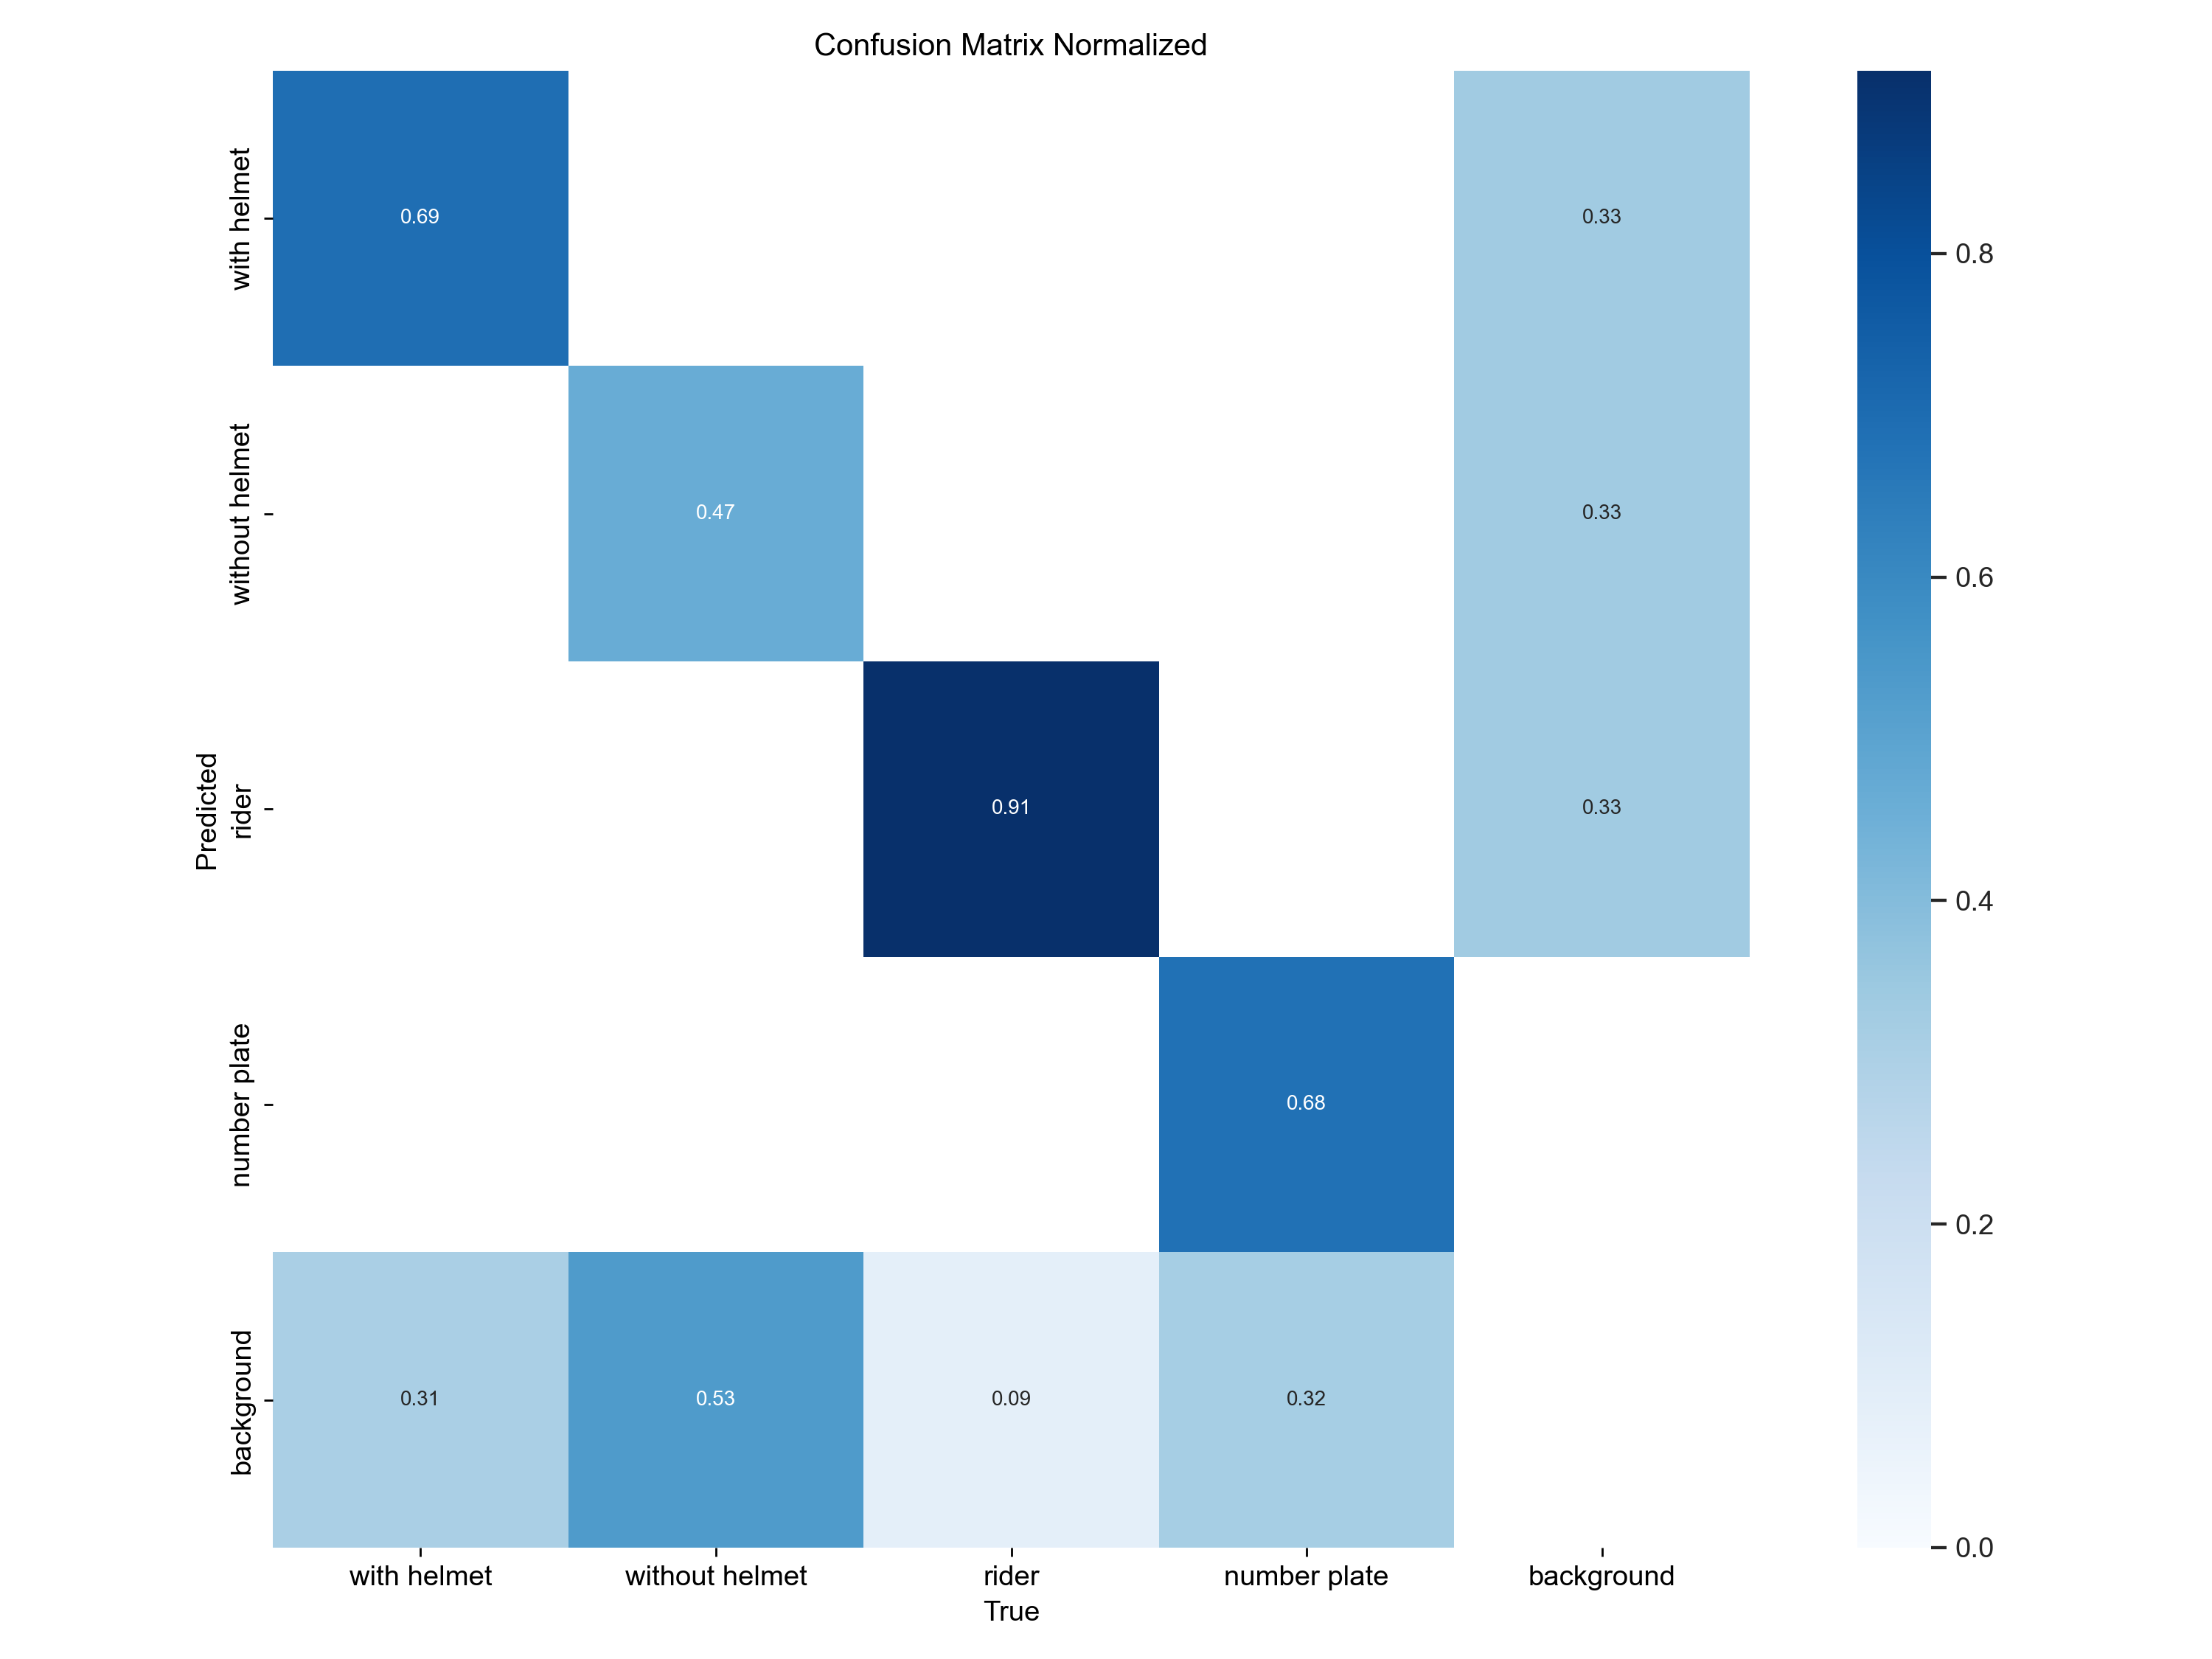 Confusion Matrix Normalized
with helmet
0.69
0.33
0.8
without helmet
0.47
0.33
0.6
Predicted
rider
0.91
0.33
0.4
number plate
0.68
0.2
background
0.31
0.53
0.09
0.32
0.0
with helmet
without helmet
rider
number plate
background
True